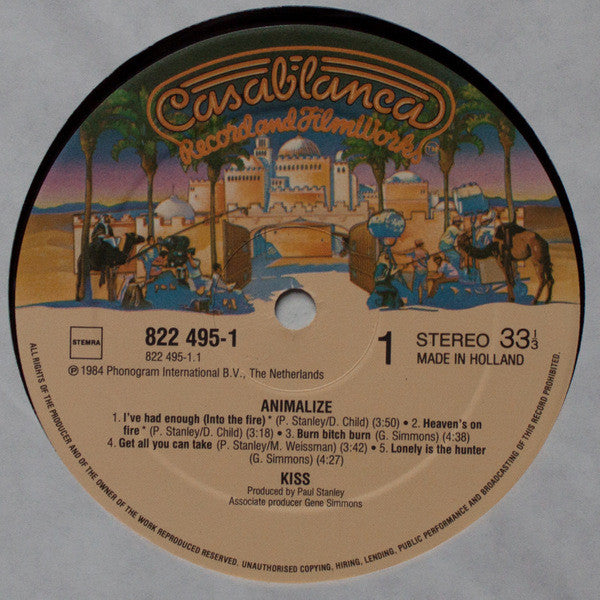 Casablanca
Record and FilmWorks™
STEMRA
822 495-1
822 495-1.1
℗ 1984 Phonogram International B.V., The Netherlands
1
STEREO 33 1/3
MADE IN HOLLAND
ANIMALIZE
1. I've had enough (Into the fire)* (P. Stanley/D. Child) (3:50) • 2. Heaven's on
fire* (P. Stanley/D. Child) (3:18) • 3. Burn bitch burn (G. Simmons) (4:38)
4. Get all you can take (P. Stanley/M. Weissman) (3:42) • 5. Lonely is the hunter
(G. Simmons) (4:27)
KISS
Produced by Paul Stanley
Associate producer Gene Simmons
ALL RIGHTS OF THE PRODUCER AND OF THE OWNER OF THE WORK REPRODUCED RESERVED. UNAUTHORISED COPYING, HIRING, LENDING, PUBLIC PERFORMANCE AND BROADCASTING OF THIS RECORD PROHIBITED.